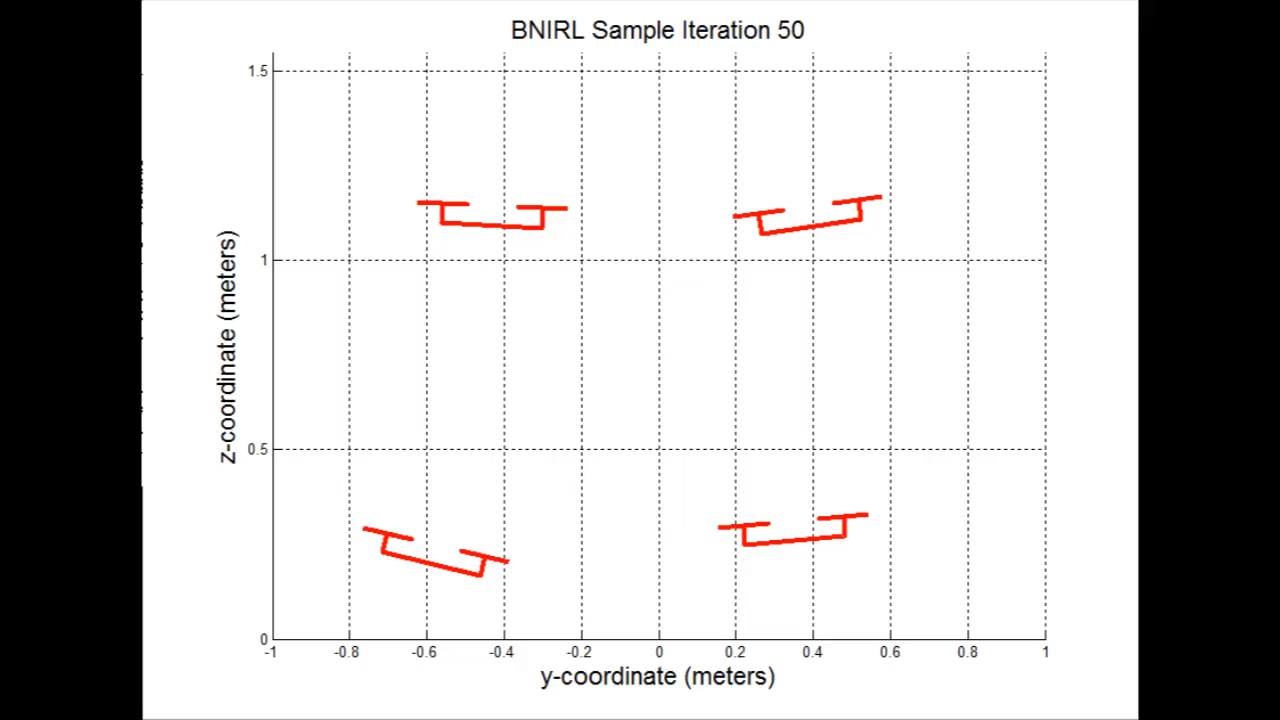 BNIRL Sample Iteration 50
1.5
1
0.5
0
z-coordinate (meters)
-1 -0.8 -0.6 -0.4 -0.2 0 0.2 0.4 0.6 0.8 1
y-coordinate (meters)